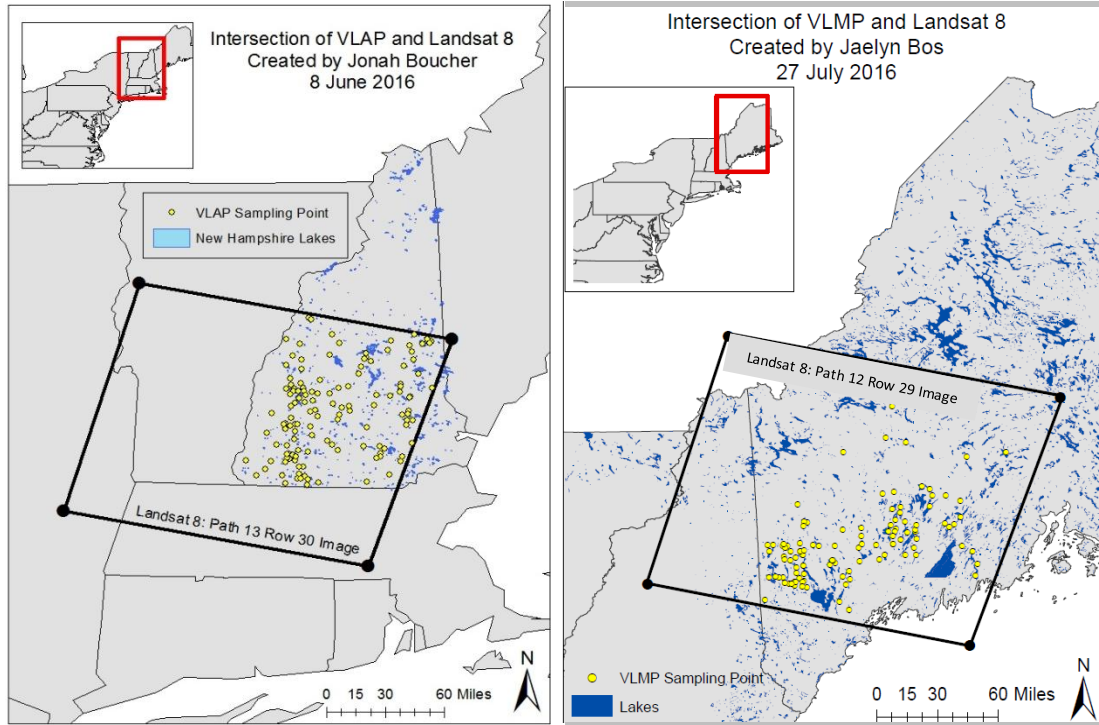 Intersection of VLAP and Landsat 8
Created by Jonah Boucher
8 June 2016
VLAP Sampling Point
New Hampshire Lakes
Landsat 8: Path 13 Row 30 Image
N
0 15 30 60 Miles
Intersection of VLMP and Landsat 8
Created by Jaelyn Bos
27 July 2016
Landsat 8: Path 12 Row 29 Image
VLMP Sampling Point
Lakes
N
0 15 30 60 Miles